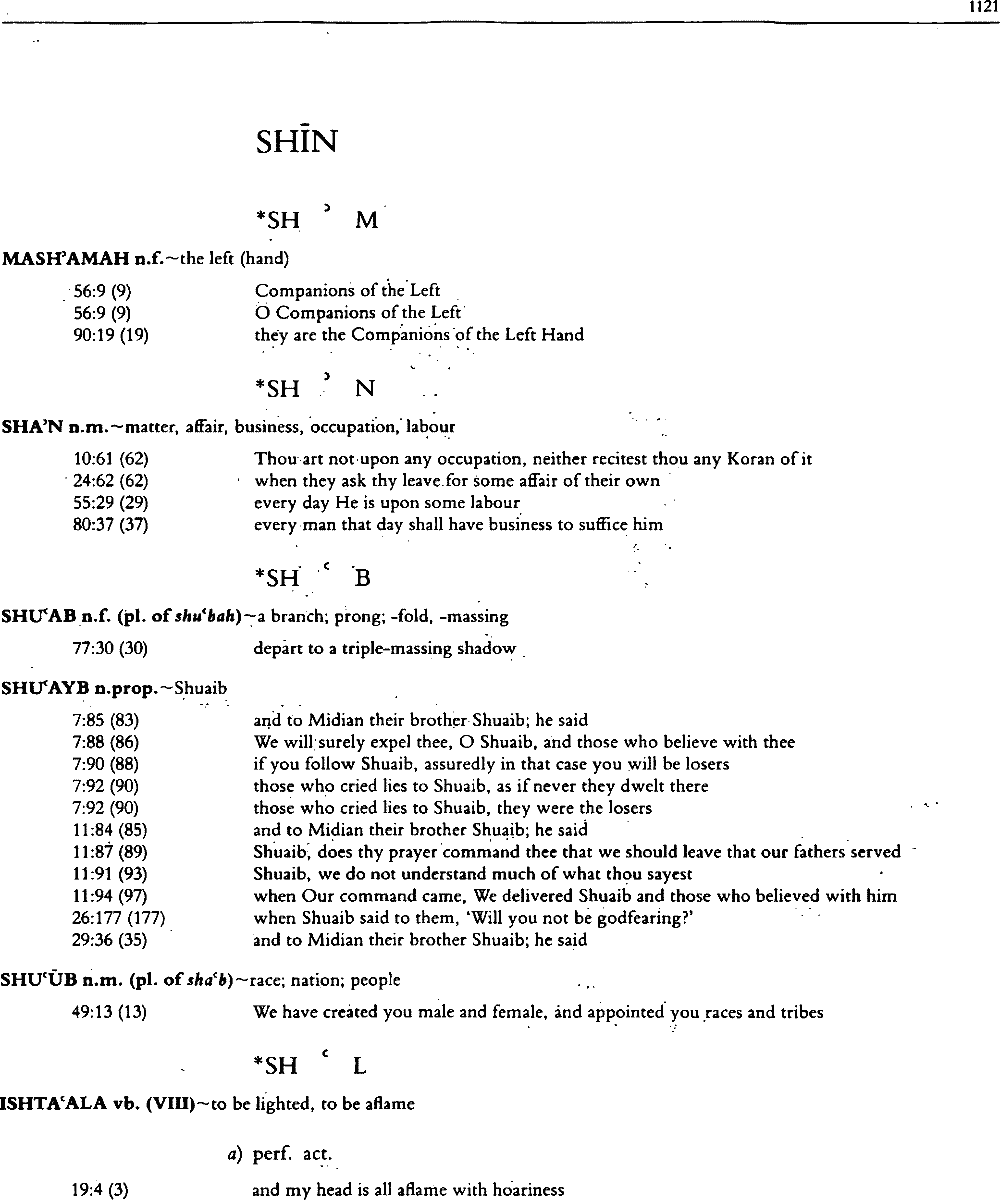 1121
SHĪN
*SH ʾ M
MASHʾAMAH n.f.~the left (hand)
56:9 (9) Companions of the Left
56:9 (9) O Companions of the Left
90:19 (19) they are the Companions of the Left Hand
*SH ʾ N
SHAʾN n.m.~matter, affair, business, occupation, labour
10:61 (62) Thou art not upon any occupation, neither recitest thou any Koran of it
24:62 (62) when they ask thy leave for some affair of their own
55:29 (29) every day He is upon some labour
80:37 (37) every man that day shall have business to suffice him
*SH ʿ B
SHUʿAB n.f. (pl. of shuʿbah)~a branch; prong; -fold, -massing
77:30 (30) depart to a triple-massing shadow
SHUʿAYB n.prop.~Shuaib
7:85 (83) and to Midian their brother Shuaib; he said
7:88 (86) We will surely expel thee, O Shuaib, and those who believe with thee
7:90 (88) if you follow Shuaib, assuredly in that case you will be losers
7:92 (90) those who cried lies to Shuaib, as if never they dwelt there
7:92 (90) those who cried lies to Shuaib, they were the losers
11:84 (85) and to Midian their brother Shuaib; he said
11:87 (89) Shuaib, does thy prayer command thee that we should leave that our fathers served
11:91 (93) Shuaib, we do not understand much of what thou sayest
11:94 (97) when Our command came, We delivered Shuaib and those who believed with him
26:177 (177) when Shuaib said to them, 'Will you not be godfearing?'
29:36 (35) and to Midian their brother Shuaib; he said
SHUʿŪB n.m. (pl. of shaʿb)~race; nation; people
49:13 (13) We have created you male and female, and appointed you races and tribes
*SH ʿ L
ISHTAʿALA vb. (VIII)~to be lighted, to be aflame
a) perf. act.
19:4 (3) and my head is all aflame with hoariness